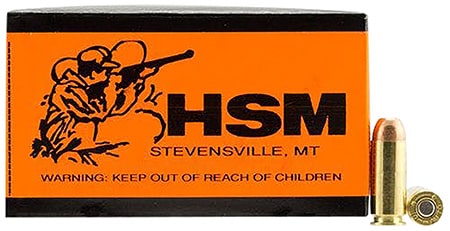 HSM
STEVENSVILLE, MT
WARNING: KEEP OUT OF REACH OF CHILDREN